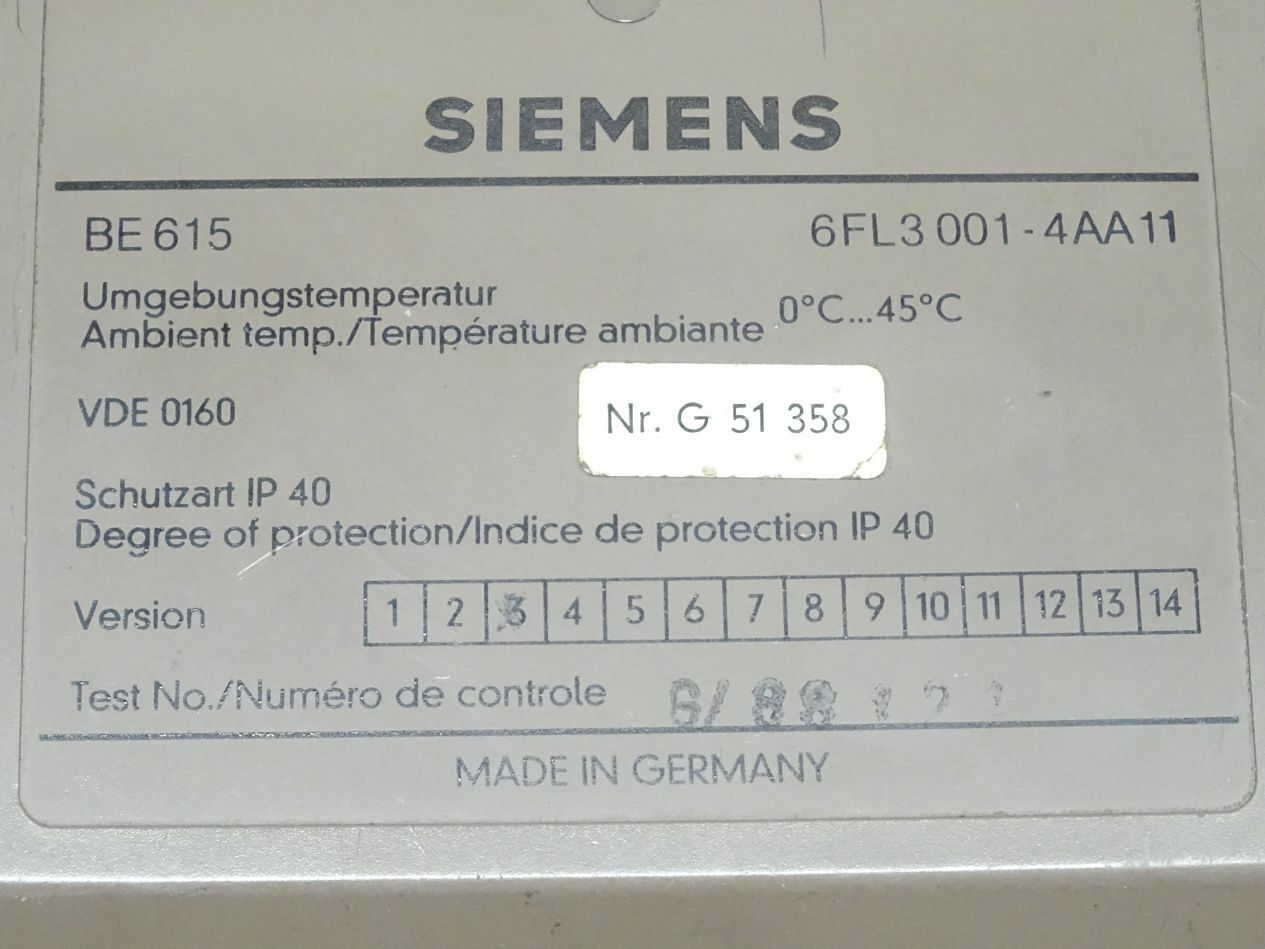 SIEMENS
BE 615 6FL3 001-4AA11
Umgebungstemperatur
Ambient temp./Température ambiante 0°C...45°C
VDE 0160 Nr. G 51 358
Schutzart IP 40
Degree of protection/Indice de protection IP 40
Version 1 2 3 4 5 6 7 8 9 10 11 12 13 14
Test No./Numéro de controle 6/88
MADE IN GERMANY